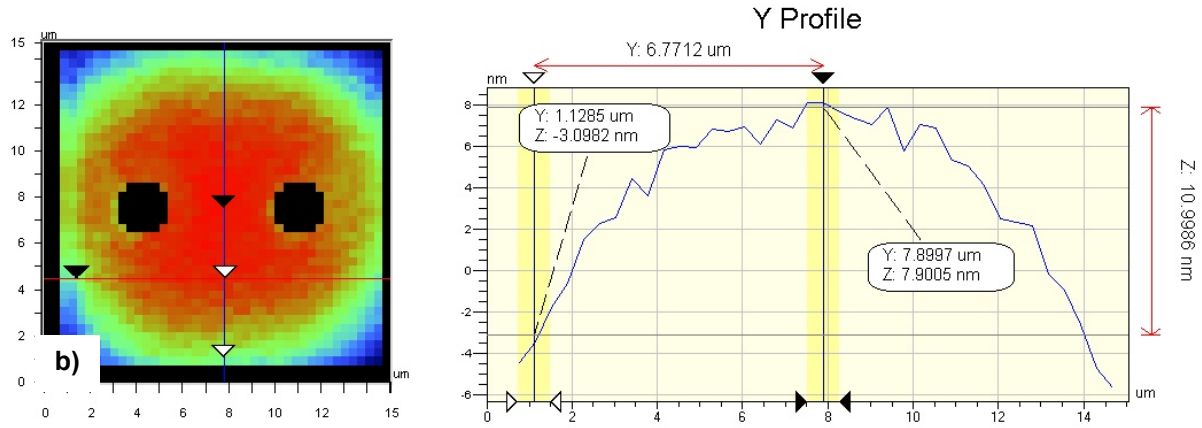 Y Profile
um
15
12
10
8
6
4
2
0
b)
um
0 2 4 6 8 10 12 15
Y: 6.7712 um
nm
8
6
4
2
0
-2
-4
-6
Y: 1.1285 um
Z: -3.0982 nm
Y: 7.8997 um
Z: 7.9005 nm
Z: 10.9986 nm
um
0 2 4 6 8 10 12 14